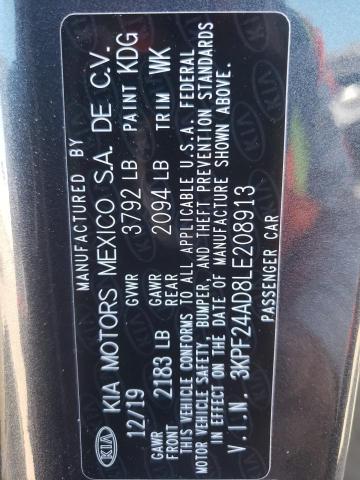 MANUFACTURED BY
KIA KIA MOTORS MEXICO S.A. DE C.V.
12/19 GVWR 3792 LB PAINT KDG
GAWR FRONT 2183 LB GAWR REAR 2094 LB TRIM WK
THIS VEHICLE CONFORMS TO ALL APPLICABLE U.S.A. FEDERAL
MOTOR VEHICLE SAFETY, BUMPER, AND THEFT PREVENTION STANDARDS
IN EFFECT ON THE DATE OF MANUFACTURE SHOWN ABOVE.
V.I.N. 3KPF24AD8LE208913
PASSENGER CAR